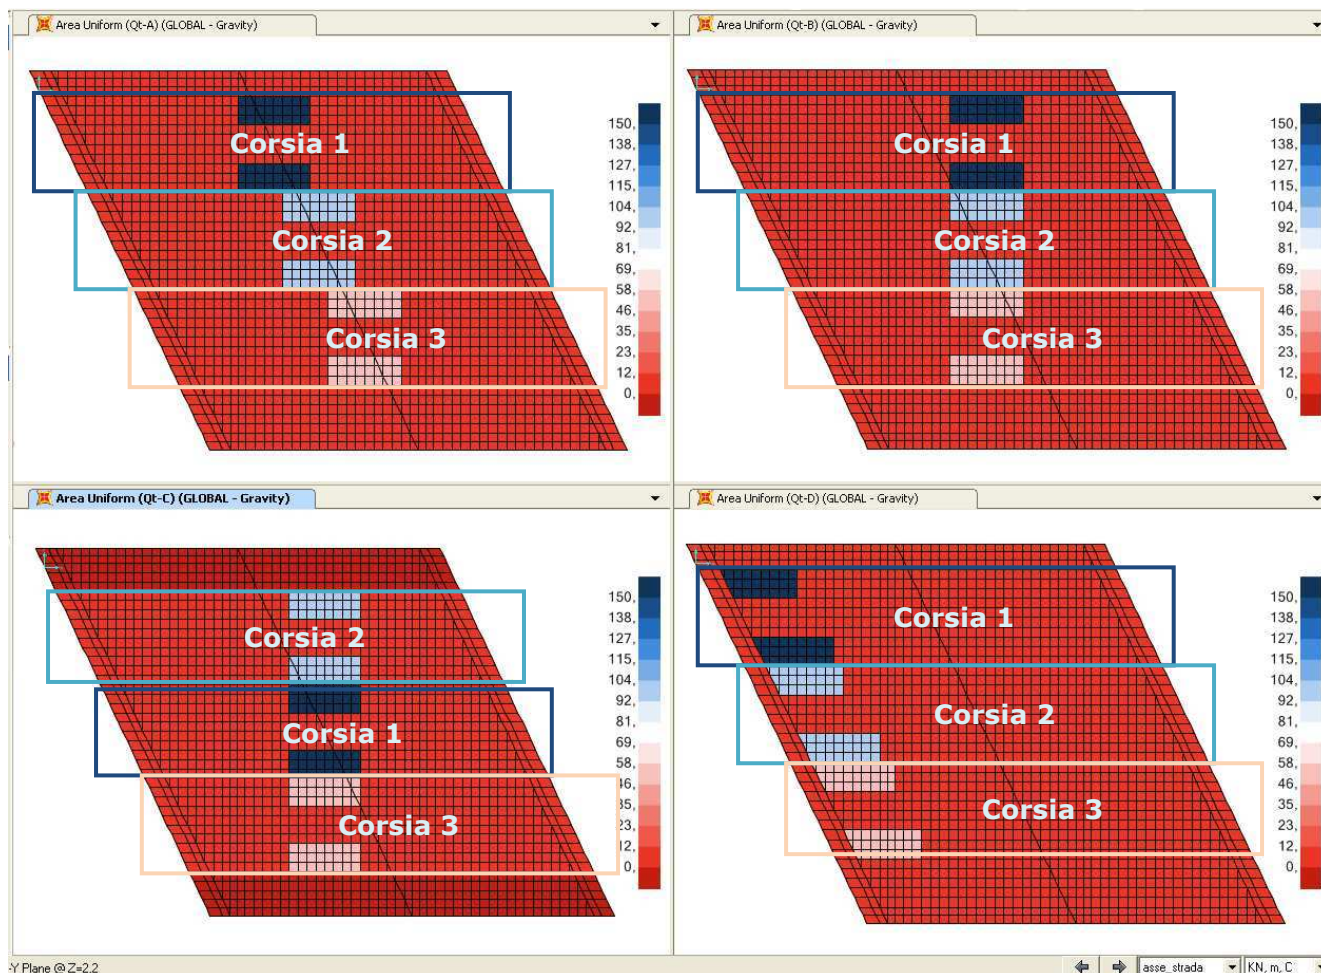 Area Uniform (Qt-A) (GLOBAL - Gravity)
Corsia 1
Corsia 2
Corsia 3
150,
138,
127,
115,
104,
92,
81,
69,
58,
46,
35,
23,
12,
0,
Area Uniform (Qt-B) (GLOBAL - Gravity)
Corsia 1
Corsia 2
Corsia 3
150,
138,
127,
115,
104,
92,
81,
69,
58,
46,
35,
23,
12,
0,
Area Uniform (Qt-C) (GLOBAL - Gravity)
Corsia 2
Corsia 1
Corsia 3
150,
138,
127,
115,
104,
92,
81,
69,
58,
35,
23,
12,
0,
Area Uniform (Qt-D) (GLOBAL - Gravity)
Corsia 1
Corsia 2
Corsia 3
150,
138,
127,
115,
104,
92,
81,
69,
58,
46,
35,
23,
12,
0,
-Y Plane @ Z=2.2
asse_strada
KN, m, C